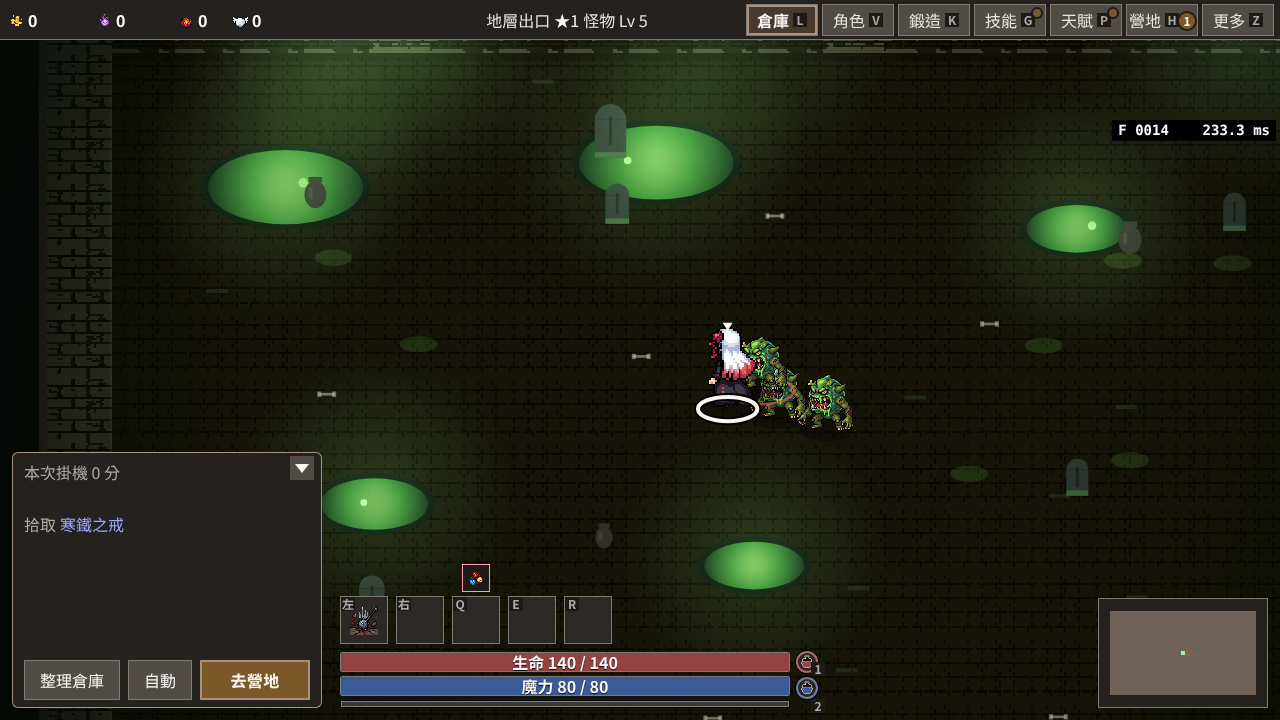 0 0 0 0
地層出口 ★1 怪物 Lv 5
倉庫 L 角色 V 鍛造 K 技能 G 天賦 P 營地 H 1 更多 Z
F 0014 233.3 ms
本次掛機 0 分
拾取 寒鐵之戒
整理倉庫 自動 去營地
左 右 Q E R
生命 140 / 140 1
魔力 80 / 80 2